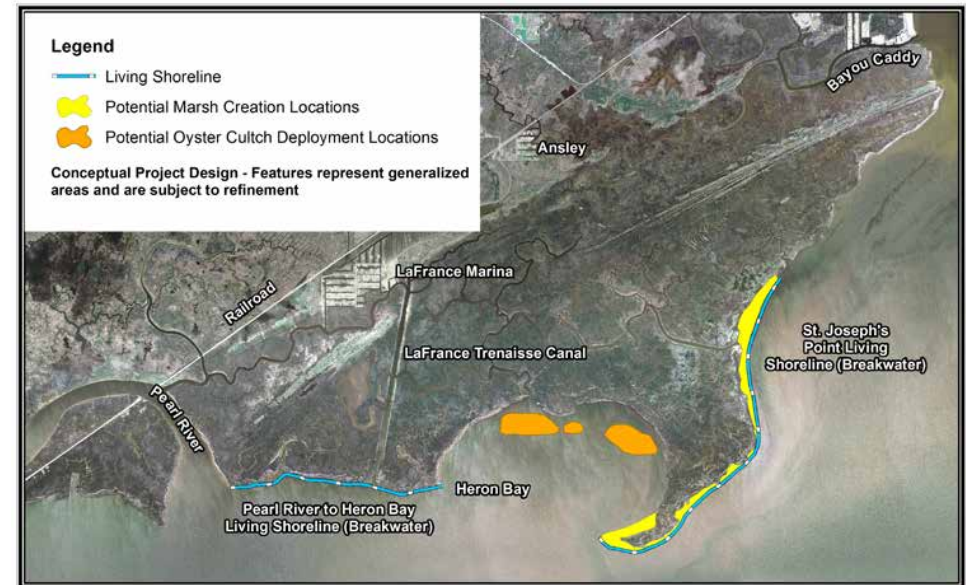 Legend
Living Shoreline
Potential Marsh Creation Locations
Potential Oyster Cultch Deployment Locations
Conceptual Project Design - Features represent generalized
areas and are subject to refinement
Bayou Caddy
Ansley
LaFrance Marina
Railroad
LaFrance Trenaisse Canal
St. Joseph's
Point Living
Shoreline (Breakwater)
Pearl River
Heron Bay
Pearl River to Heron Bay
Living Shoreline (Breakwater)